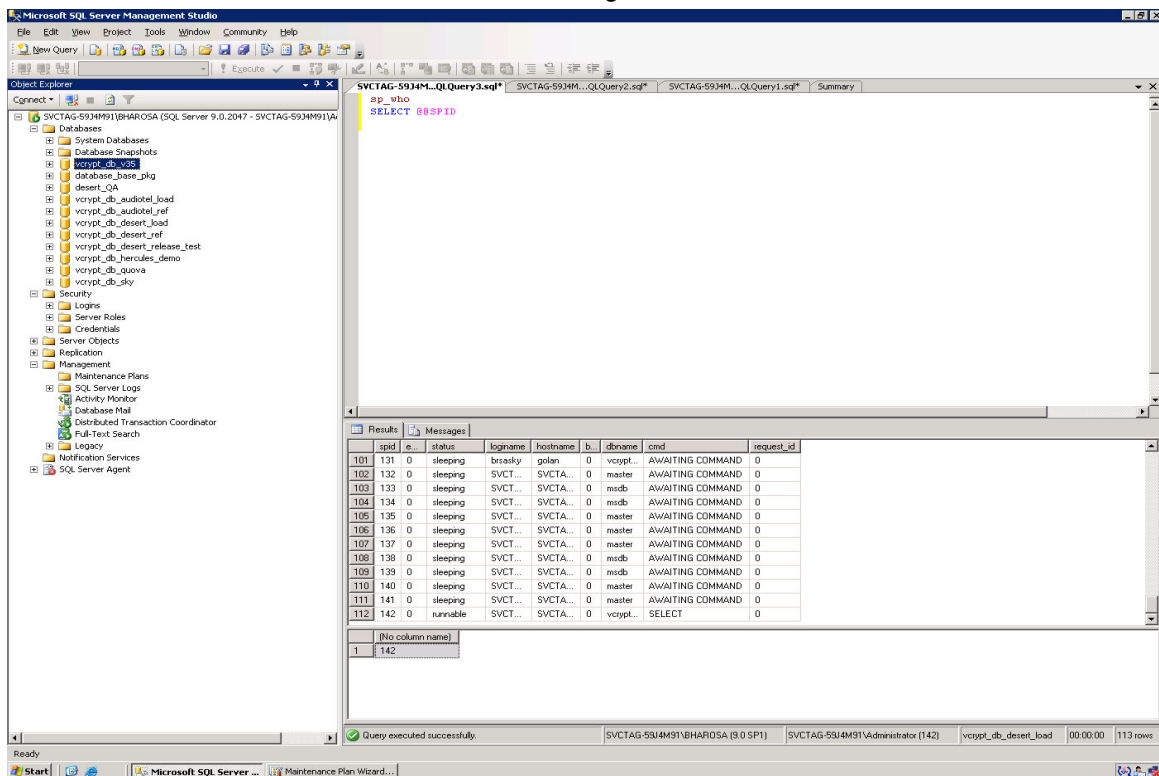 Microsoft SQL Server Management Studio
File Edit View Project Tools Window Community Help
New Query
Execute
Object Explorer
Connect
SVCTAG-59J4M91\BHAROSA (SQL Server 9.0.2047 - SVCTAG-59J4M91\A
Databases
System Databases
Database Snapshots
vcrypt_db_v35
database_base_pkg
desert_QA
vcrypt_db_audiotel_load
vcrypt_db_audiotel_ref
vcrypt_db_desert_load
vcrypt_db_desert_ref
vcrypt_db_desert_release_test
vcrypt_db_hercules_demo
vcrypt_db_quova
vcrypt_db_sky
Security
Logins
Server Roles
Credentials
Server Objects
Replication
Management
Maintenance Plans
SQL Server Logs
Activity Monitor
Database Mail
Distributed Transaction Coordinator
Full-Text Search
Legacy
Notification Services
SQL Server Agent
SVCTAG-59J4M...QLQuery3.sql* SVCTAG-59J4M...QLQuery2.sql* SVCTAG-59J4M...QLQuery1.sql* Summary
sp_who
SELECT @@SPID
Results Messages
spid e... status loginame hostname b... dbname cmd request_id
101 131 0 sleeping brsasky golan 0 vcrypt... AWAITING COMMAND 0
102 132 0 sleeping SVCT... SVCTA... 0 master AWAITING COMMAND 0
103 133 0 sleeping SVCT... SVCTA... 0 msdb AWAITING COMMAND 0
104 134 0 sleeping SVCT... SVCTA... 0 msdb AWAITING COMMAND 0
105 135 0 sleeping SVCT... SVCTA... 0 master AWAITING COMMAND 0
106 136 0 sleeping SVCT... SVCTA... 0 master AWAITING COMMAND 0
107 137 0 sleeping SVCT... SVCTA... 0 master AWAITING COMMAND 0
108 138 0 sleeping SVCT... SVCTA... 0 msdb AWAITING COMMAND 0
109 139 0 sleeping SVCT... SVCTA... 0 msdb AWAITING COMMAND 0
110 140 0 sleeping SVCT... SVCTA... 0 master AWAITING COMMAND 0
111 141 0 sleeping SVCT... SVCTA... 0 master AWAITING COMMAND 0
112 142 0 runnable SVCT... SVCTA... 0 vcrypt... SELECT 0
(No column name)
1 142
Query executed successfully. SVCTAG-59J4M91\BHAROSA (9.0 SP1) SVCTAG-59J4M91\Administrator (142) vcrypt_db_desert_load 00:00:00 113 rows
Ready
Start Microsoft SQL Server ... Maintenance Plan Wizard...